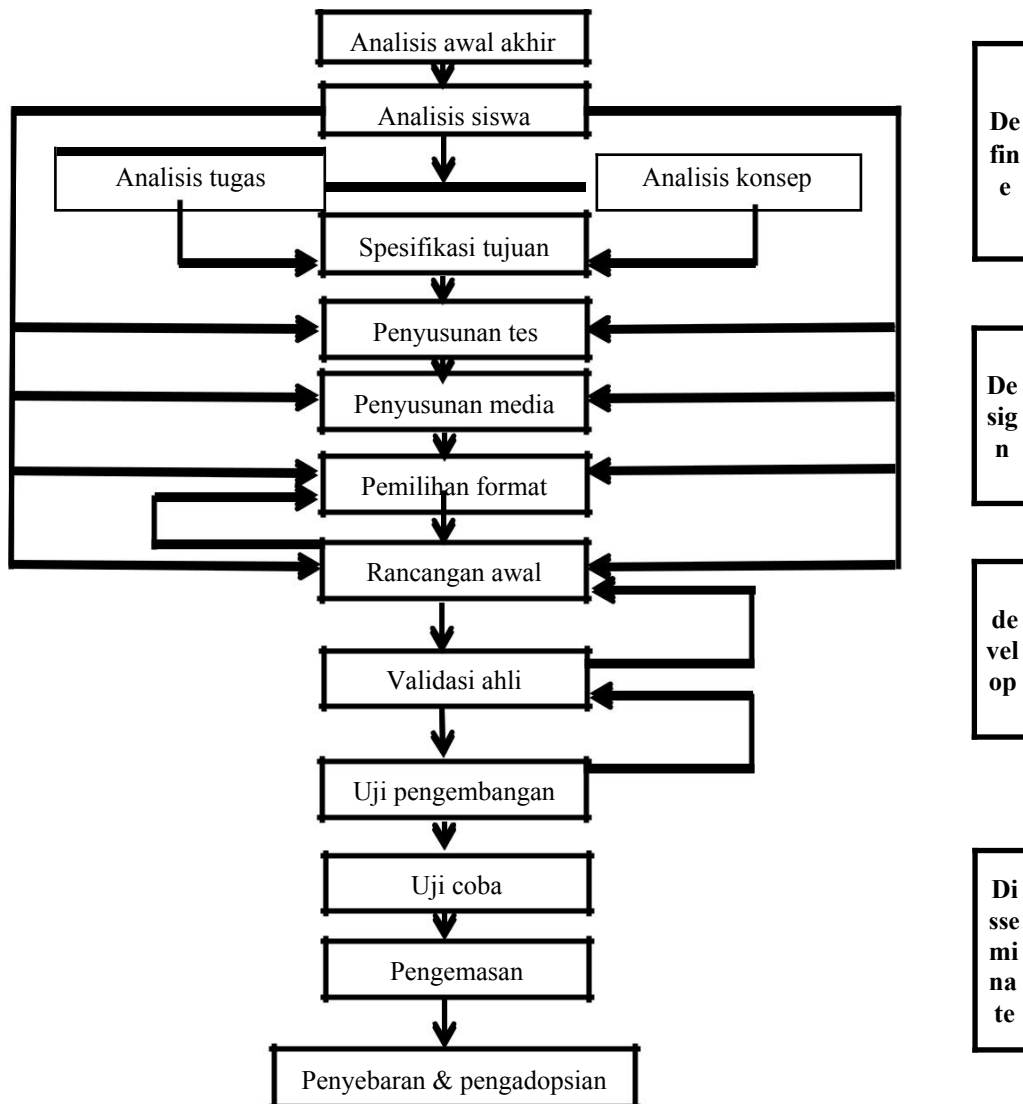 Analisis awal akhir
Analisis siswa
Analisis tugas
Analisis konsep
Spesifikasi tujuan
Penyusunan tes
Penyusunan media
Pemilihan format
Rancangan awal
Validasi ahli
Uji pengembangan
Uji coba
Pengemasan
Penyebaran & pengadopsian
De
fin
e
De
sig
n
de
vel
op
Di
sse
mi
na
te